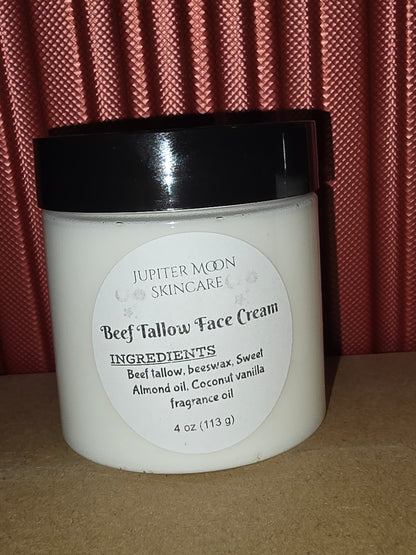 JUPITER MOON
SKINCARE
Beef Tallow Face Cream
INGREDIENTS
Beef tallow, beeswax, Sweet
Almond oil, Coconut vanilla
fragrance oil
4 oz (113 g)